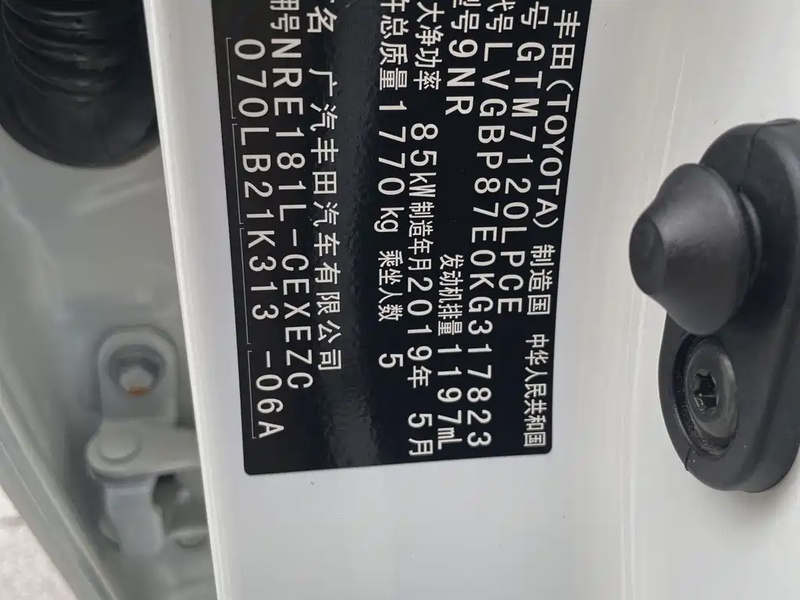 丰田(TOYOTA) 制造国 中华人民共和国
号 GTM7120LPCE
代号 LVGBP87E0KG317823
型号 9NR 发动机排量 1197mL
大净功率 85kW 制造年月 2019年 5月
许总质量 1770kg 乘坐人数 5
名 广汽丰田汽车有限公司
用号 NRE181L-CEXEZC
070LB21K313 -06A